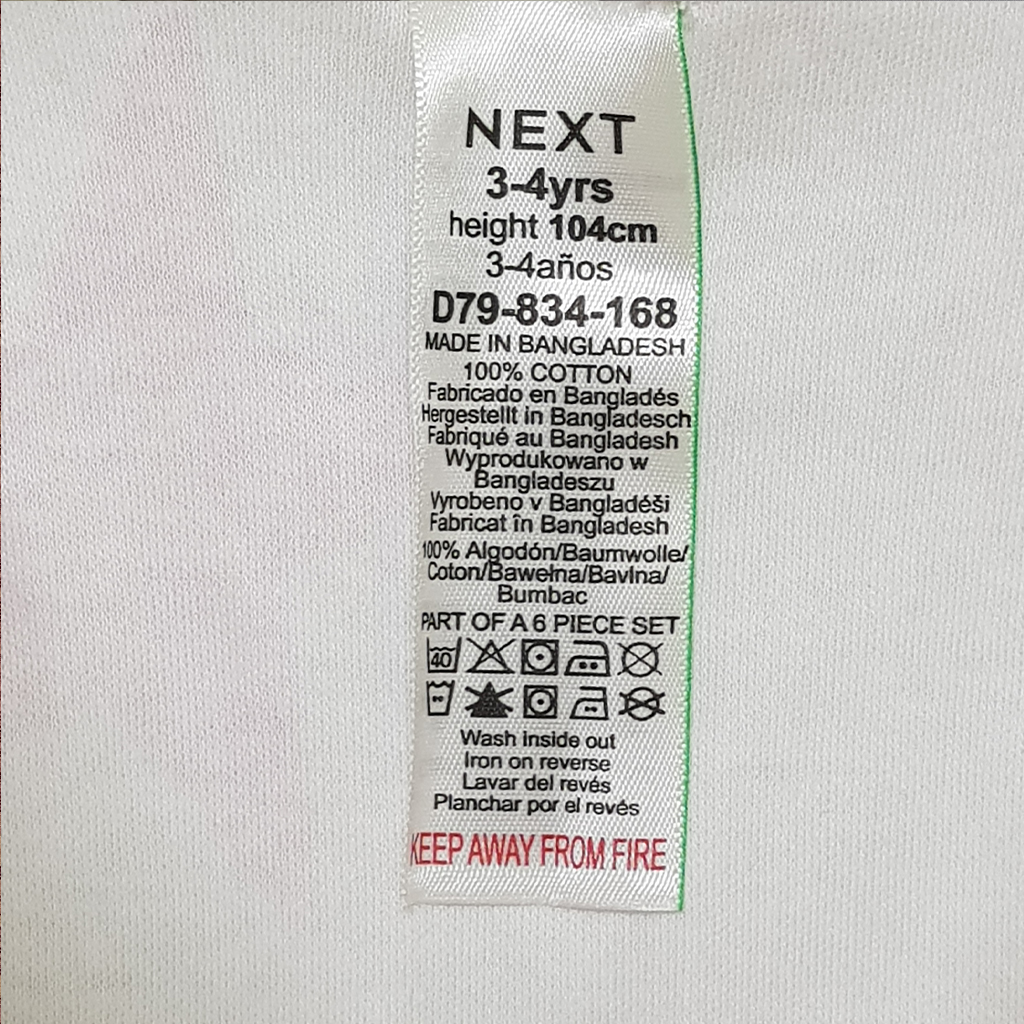 NEXT
3-4yrs
height 104cm
3-4años
D79-834-168
MADE IN BANGLADESH
100% COTTON
Fabricado en Bangladés
Hergestellt in Bangladesch
Fabriqué au Bangladesh
Wyprodukowano w
Bangladeszu
Vyrobeno v Bangladéši
Fabricat în Bangladesh
100% Algodón/Baumwolle/
Coton/Bawełna/Bavlna/
Bumbac
PART OF A 6 PIECE SET
40
Wash inside out
Iron on reverse
Lavar del revés
Planchar por el revés
KEEP AWAY FROM FIRE